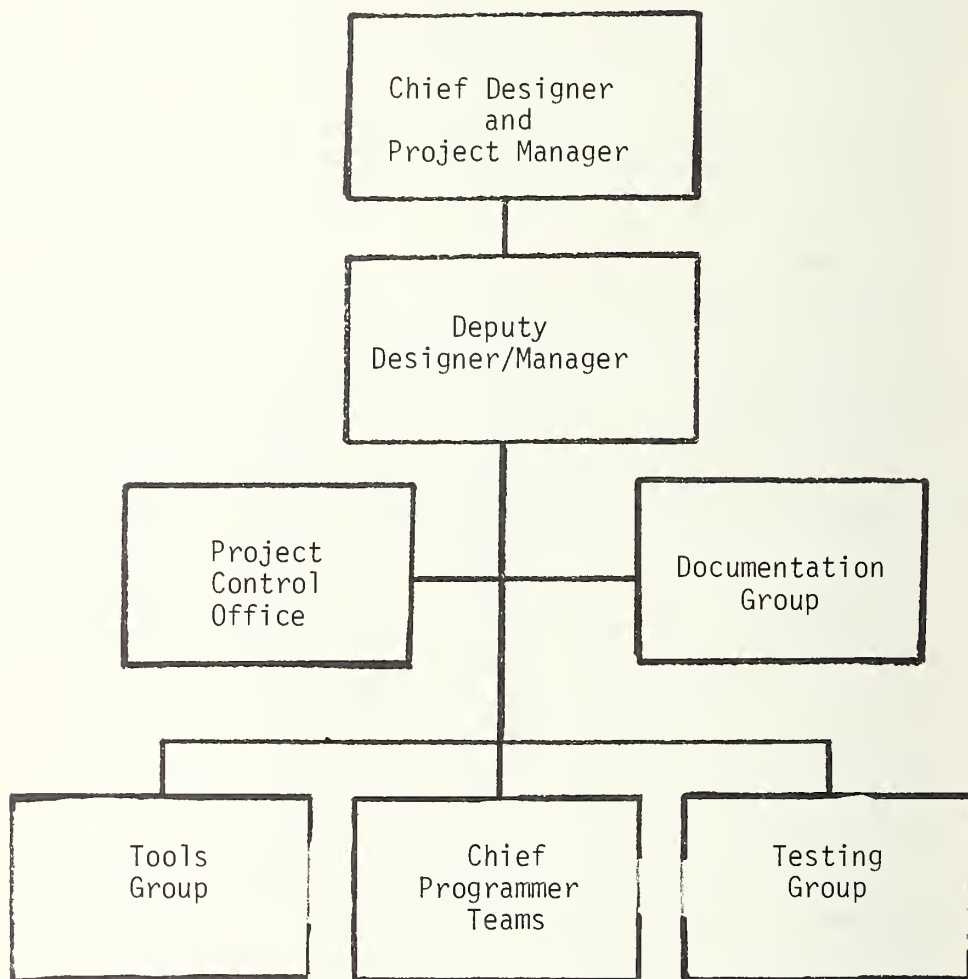 Chief Designer
and
Project Manager
Deputy
Designer/Manager
Project
Control
Office
Documentation
Group
Tools
Group
Chief
Programmer
Teams
Testing
Group